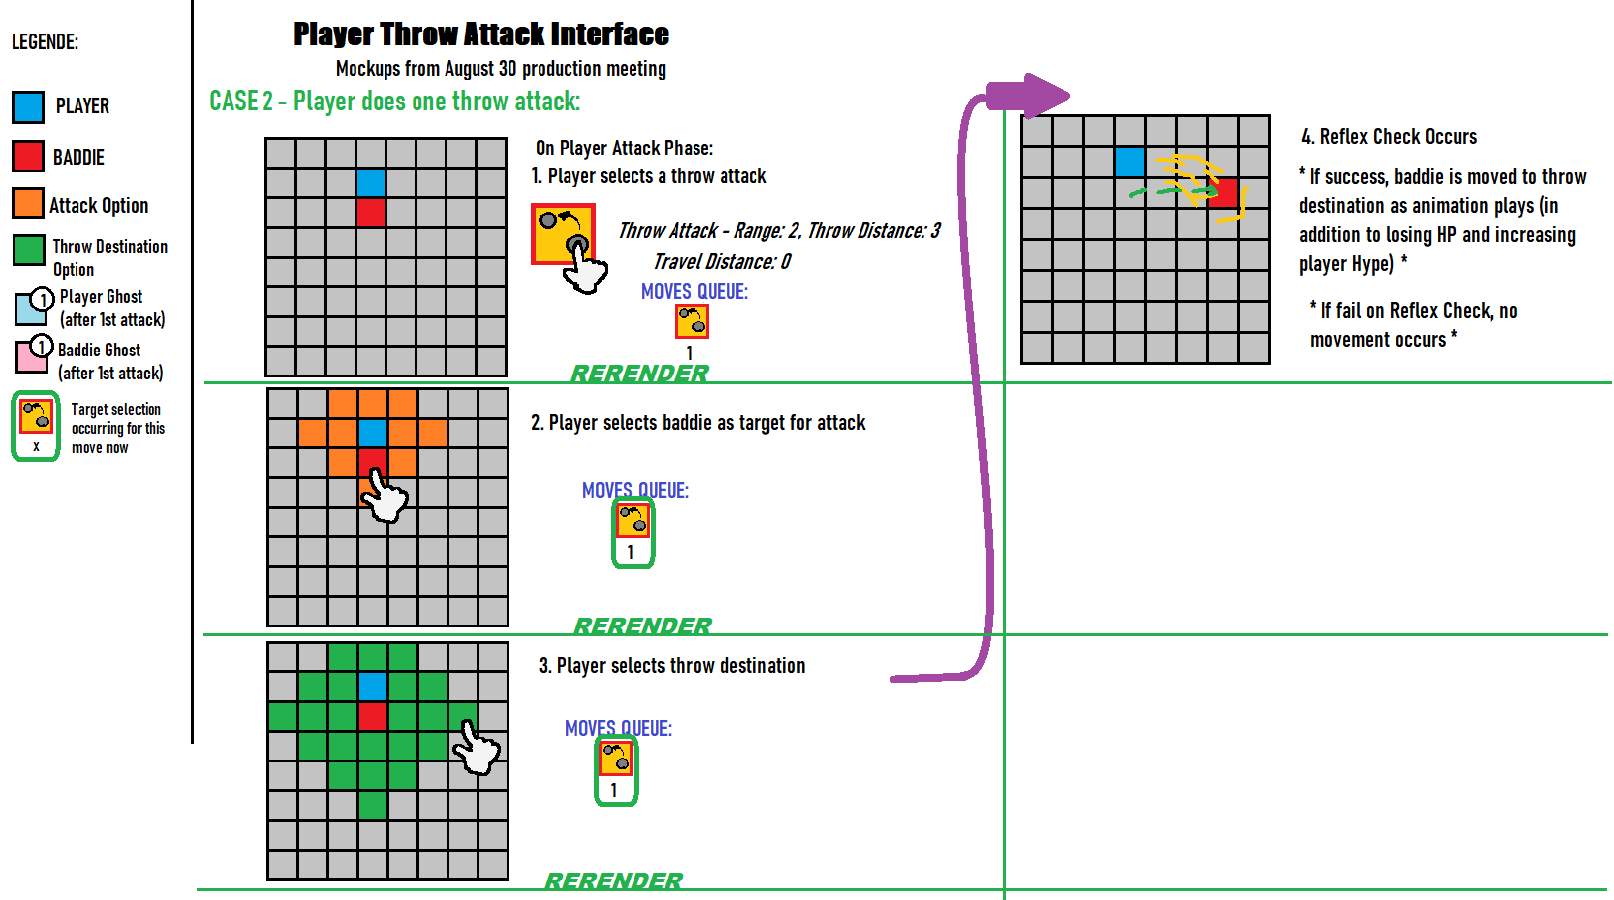 LEGENDE:
PLAYER
BADDIE
Attack Option
Throw Destination
Option
1
Player Ghost
(after 1st attack)
1
Baddie Ghost
(after 1st attack)
x
Target selection
occurring for this
move now
Player Throw Attack Interface
Mockups from August 30 production meeting
CASE 2 - Player does one throw attack:
On Player Attack Phase:
1. Player selects a throw attack
Throw Attack - Range: 2, Throw Distance: 3
Travel Distance: 0
MOVES QUEUE:
1
RERENDER
2. Player selects baddie as target for attack
MOVES QUEUE:
1
RERENDER
3. Player selects throw destination
MOVES QUEUE:
1
RERENDER
4. Reflex Check Occurs
* If success, baddie is moved to throw
destination as animation plays (in
addition to losing HP and increasing
player Hype) *
* If fail on Reflex Check, no
movement occurs *